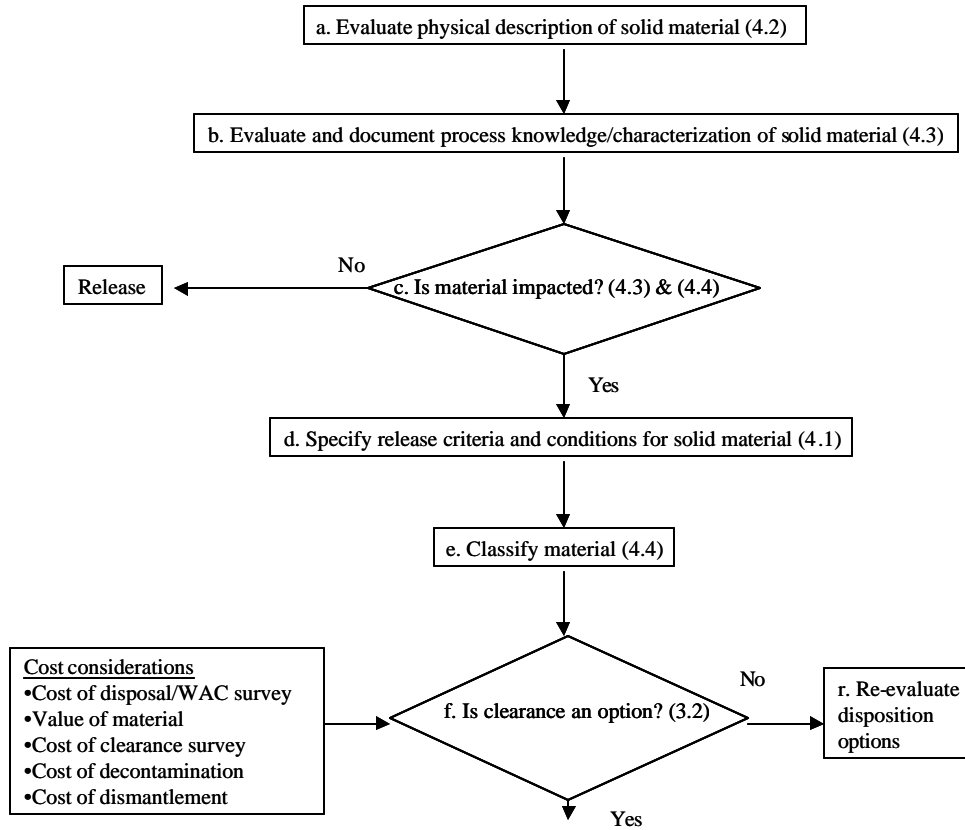 a. Evaluate physical description of solid material (4.2)
b. Evaluate and document process knowledge/characterization of solid material (4.3)
No
Release
c. Is material impacted? (4.3) & (4.4)
Yes
d. Specify release criteria and conditions for solid material (4.1)
e. Classify material (4.4)
Cost considerations
•Cost of disposal/WAC survey
•Value of material
•Cost of clearance survey
•Cost of decontamination
•Cost of dismantlement
f. Is clearance an option? (3.2)
No
r. Re-evaluate
disposition
options
Yes